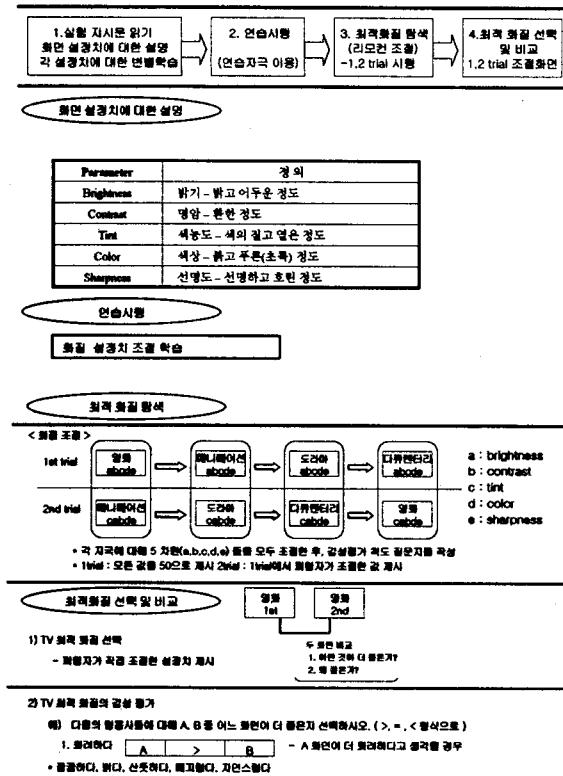 1.실험 지시문 읽기
화면 설정치에 대한 설명
각 설정치에 대한 변별학습
2. 연습시행
(연습자극 이용)
3. 최적화질 탐색
(리모컨 조절)
-1,2 trial 시행
4.최적 화질 선택
및 비교
1,2 trial 조절화면
화면 설정치에 대한 설명
Parameter 정 의
Brightness 밝기 – 밝고 어두운 정도
Contrast 명암 – 환한 정도
Tint 색농도 – 색의 짙고 옅은 정도
Color 색상 – 붉고 푸른(초록) 정도
Sharpness 선명도 – 선명하고 흐린 정도
연습시행
화질 설정치 조절 학습
최적 화질 탐색
< 화질 조절 >
1st trial 영화 애니메이션 드라마 다큐멘터리
abcde abcde abcde abcde
2nd trial 애니메이션 드라마 다큐멘터리 영화
cabde cabde cabde cabde
a : brightness
b : contrast
c : tint
d : color
e : sharpness
• 각 자극에 대해 5 차원(a,b,c,d,e) 들을 모두 조절한 후, 감성평가 척도 질문지를 작성
• 1trial : 모든 값을 50으로 제시 2trial : 1trial에서 피험자가 조절한 값 제시
최적화질 선택 및 비교
영화 영화
1st 2nd
1) TV 최적 화질 선택
– 피험자가 직접 조절한 설정치 제시
두 화면 비교
1. 어떤 것이 더 좋은가?
2. 왜 좋은가?
2) TV 최적 화질의 감성 평가
예) 다음의 형용사들에 대해 A, B 중 어느 화면이 더 좋은지 선택하시오. ( >, = , < 형식으로 )
1. 화려하다 A > B – A 화면이 더 화려하다고 생각할 경우
• 꼼꼼하다, 밝다, 산뜻하다, 매끄럽다, 자연스럽다